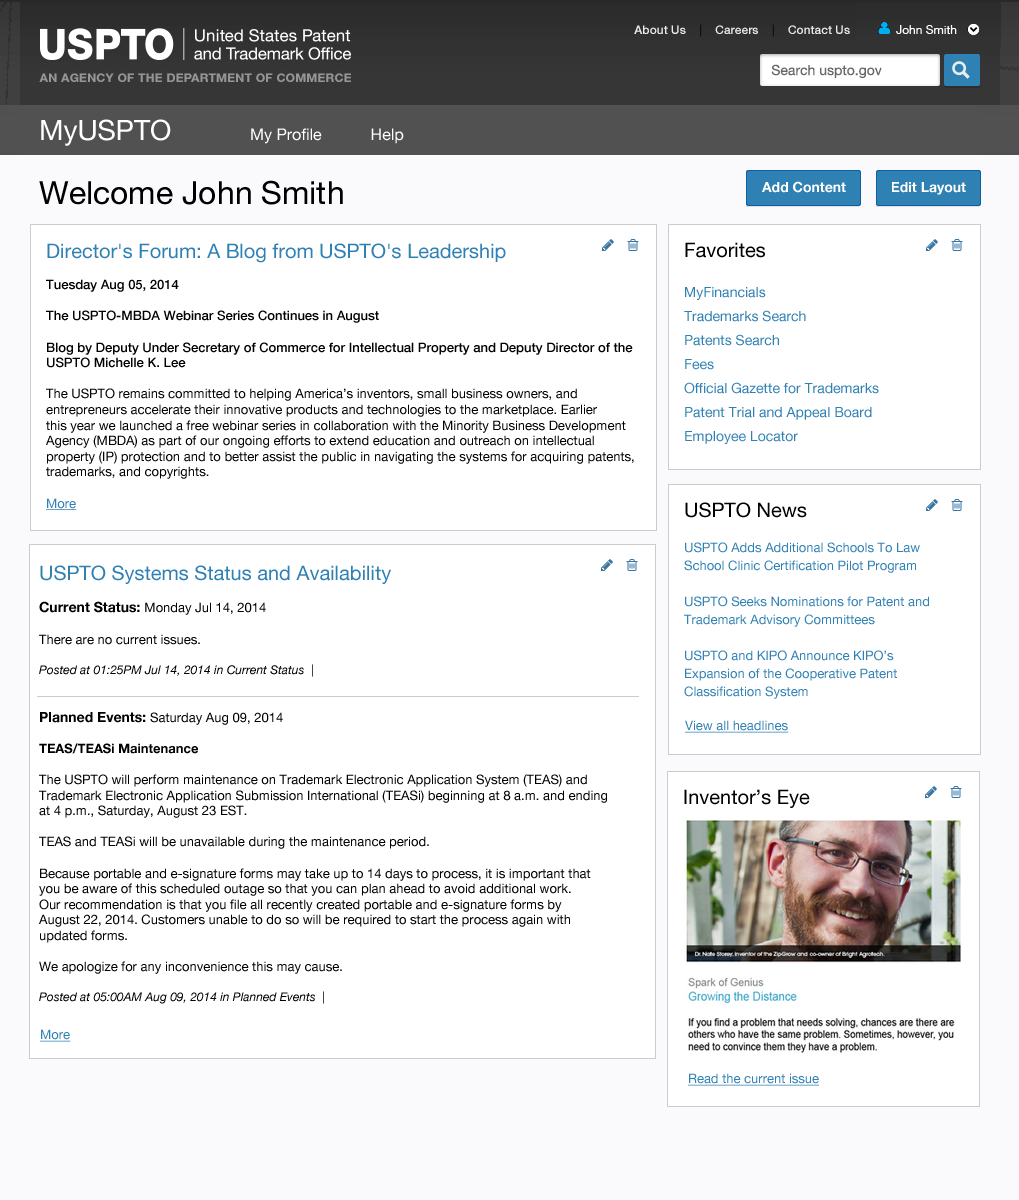 USPTO
United States Patent
and Trademark Office
AN AGENCY OF THE DEPARTMENT OF COMMERCE
About Us
Careers
Contact Us
John Smith
Search uspto.gov
MyUSPTO
My Profile
Help
Welcome John Smith
Add Content
Edit Layout
Director's Forum: A Blog from USPTO's Leadership
Tuesday Aug 05, 2014
The USPTO-MBDA Webinar Series Continues in August
Blog by Deputy Under Secretary of Commerce for Intellectual Property and Deputy Director of the
USPTO Michelle K. Lee
The USPTO remains committed to helping America’s inventors, small business owners, and
entrepreneurs accelerate their innovative products and technologies to the marketplace. Earlier
this year we launched a free webinar series in collaboration with the Minority Business Development
Agency (MBDA) as part of our ongoing efforts to extend education and outreach on intellectual
property (IP) protection and to better assist the public in navigating the systems for acquiring patents,
trademarks, and copyrights.
More
USPTO Systems Status and Availability
Current Status: Monday Jul 14, 2014
There are no current issues.
Posted at 01:25PM Jul 14, 2014 in Current Status |
Planned Events: Saturday Aug 09, 2014
TEAS/TEASi Maintenance
The USPTO will perform maintenance on Trademark Electronic Application System (TEAS) and
Trademark Electronic Application Submission International (TEASi) beginning at 8 a.m. and ending
at 4 p.m., Saturday, August 23 EST.
TEAS and TEASi will be unavailable during the maintenance period.
Because portable and e-signature forms may take up to 14 days to process, it is important that
you be aware of this scheduled outage so that you can plan ahead to avoid additional work.
Our recommendation is that you file all recently created portable and e-signature forms by
August 22, 2014. Customers unable to do so will be required to start the process again with
updated forms.
We apologize for any inconvenience this may cause.
Posted at 05:00AM Aug 09, 2014 in Planned Events |
More
Favorites
MyFinancials
Trademarks Search
Patents Search
Fees
Official Gazette for Trademarks
Patent Trial and Appeal Board
Employee Locator
USPTO News
USPTO Adds Additional Schools To Law
School Clinic Certification Pilot Program
USPTO Seeks Nominations for Patent and
Trademark Advisory Committees
USPTO and KIPO Announce KIPO’s
Expansion of the Cooperative Patent
Classification System
View all headlines
Inventor’s Eye
Dr. Nate Storey, inventor of the ZipGrow and co-owner of Bright Agrotech.
Spark of Genius
Growing the Distance
If you find a problem that needs solving, chances are there are
others who have the same problem. Sometimes, however, you
need to convince them they have a problem.
Read the current issue